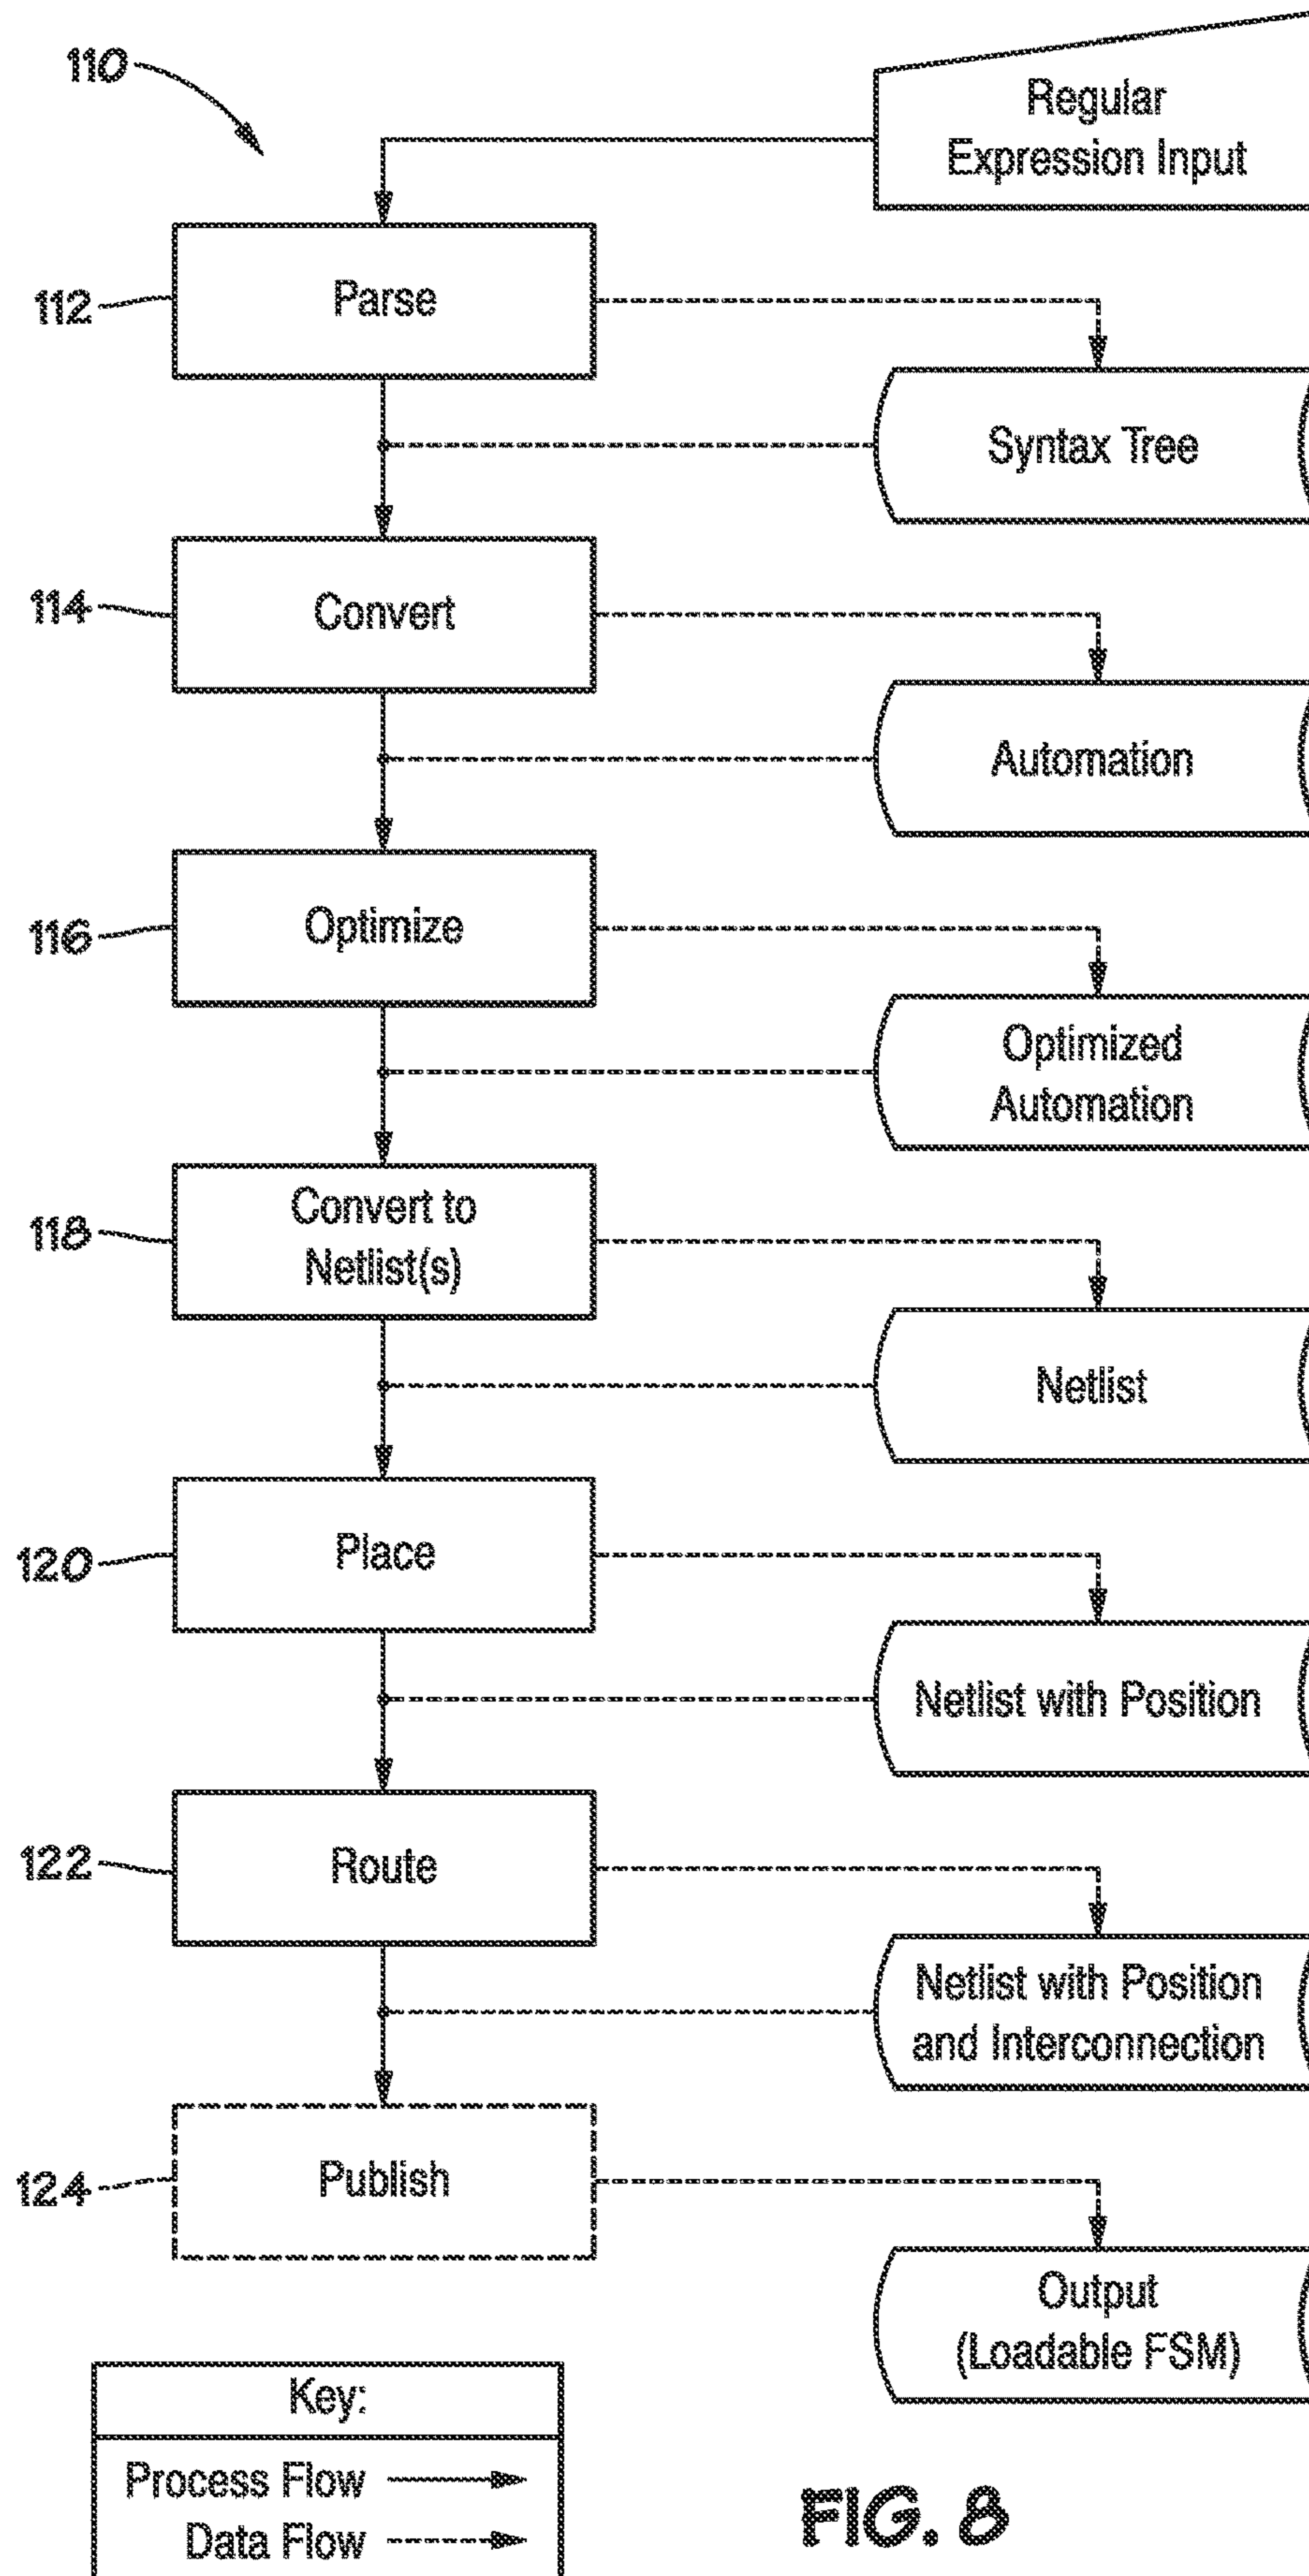 110
Regular
Expression Input
112
Parse
Syntax Tree
114
Convert
Automation
116
Optimize
Optimized
Automation
118
Convert to
Netlist(s)
Netlist
120
Place
Netlist with Position
122
Route
Netlist with Position
and Interconnection
124
Publish
Output
(Loadable FSM)
Key:
Process Flow
Data Flow
FIG. 8